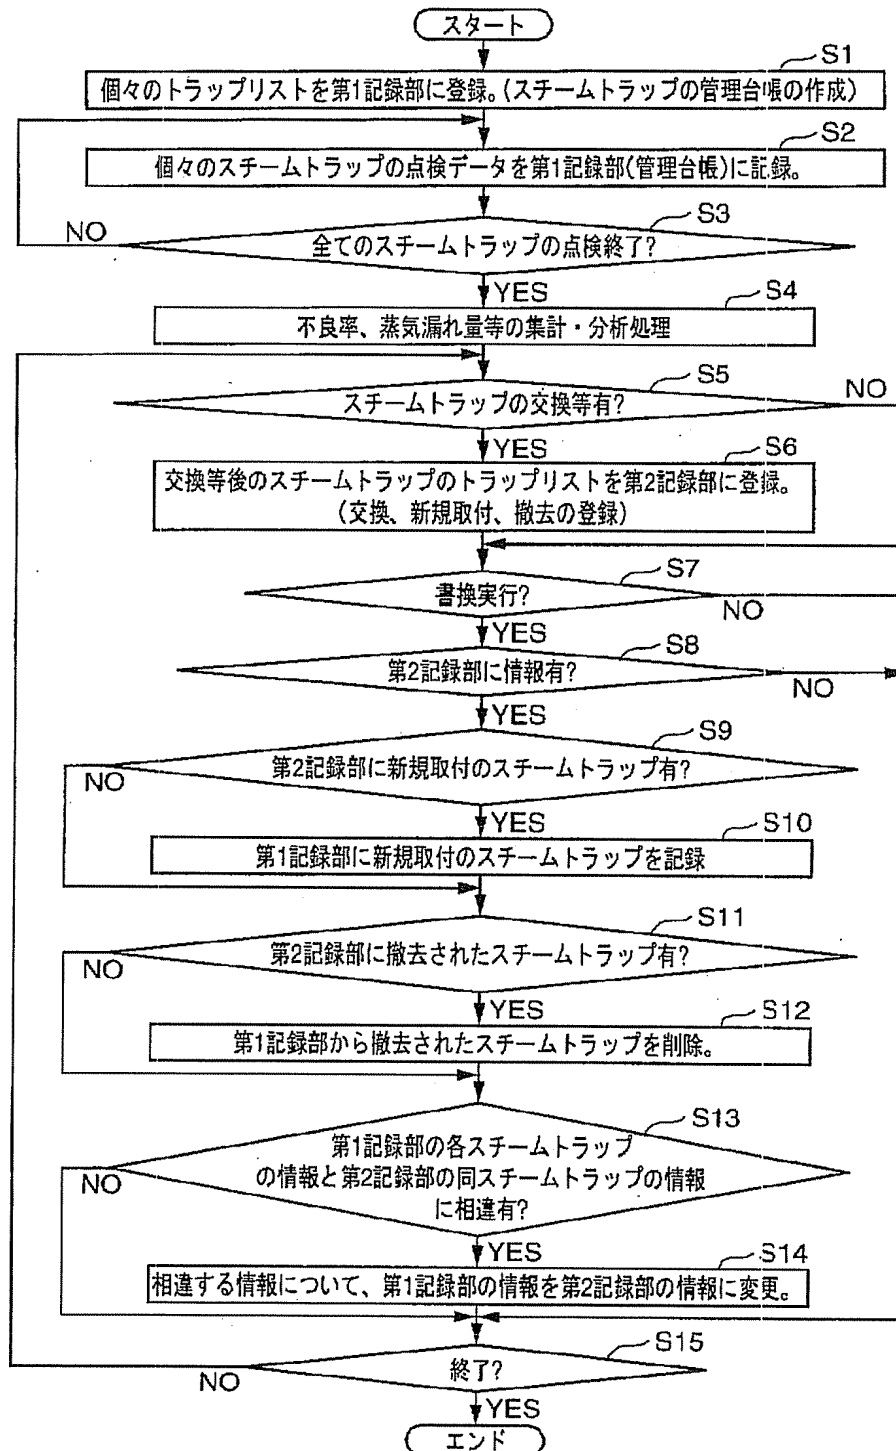 スタート
S1
個々のトラップリストを第1記録部に登録。(スチームトラップの管理台帳の作成)
S2
個々のスチームトラップの点検データを第1記録部(管理台帳)に記録。
S3
NO
全てのスチームトラップの点検終了?
YES
S4
不良率、蒸気漏れ量等の集計・分析処理
S5
スチームトラップの交換等有?
NO
YES
S6
交換等後のスチームトラップのトラップリストを第2記録部に登録。
(交換、新規取付、撤去の登録)
S7
書換実行?
NO
YES
S8
第2記録部に情報有?
NO
YES
S9
第2記録部に新規取付のスチームトラップ有?
NO
YES
S10
第1記録部に新規取付のスチームトラップを記録
S11
第2記録部に撤去されたスチームトラップ有?
NO
YES
S12
第1記録部から撤去されたスチームトラップを削除。
S13
第1記録部の各スチームトラップ
の情報と第2記録部の同スチームトラップの情報
に相違有?
NO
YES
S14
相違する情報について、第1記録部の情報を第2記録部の情報に変更。
S15
終了?
NO
YES
エンド